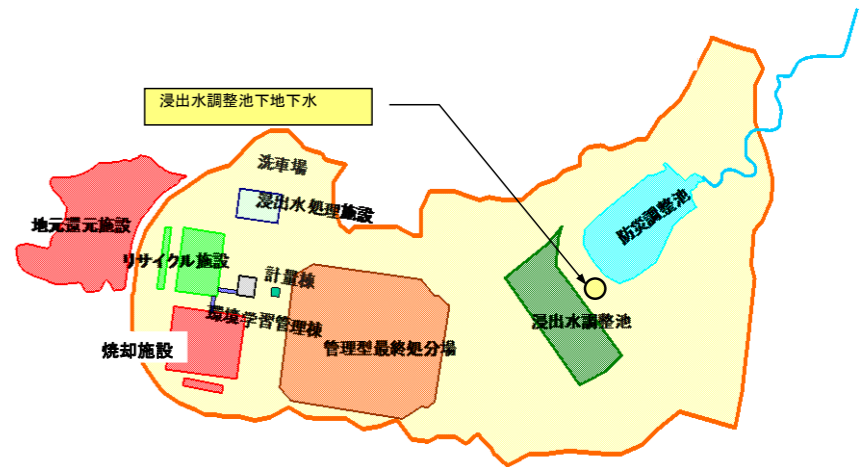 浸出水調整池下地下水
洗車場
浸出水処理施設
地元還元施設
防災調整池
リサイクル施設
計量棟
環境学習管理棟
浸出水調整池
焼却施設
管理型最終処分場